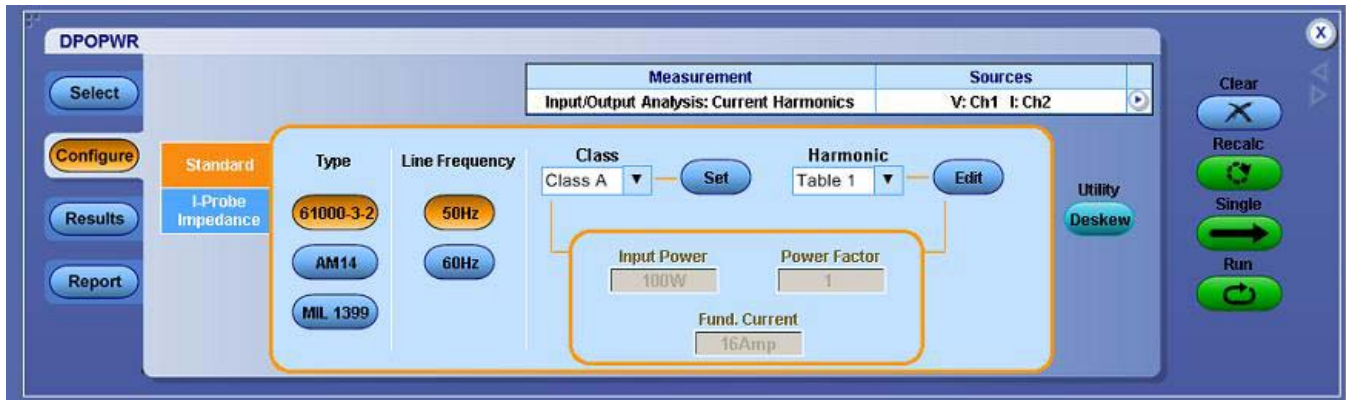 DPOPWR
Select
Configure
Results
Report
Measurement Sources
Input/Output Analysis: Current Harmonics V: Ch1 I: Ch2
Standard
I-Probe
Impedance
Type
61000-3-2
AM14
MIL 1399
Line Frequency
50Hz
60Hz
Class
Class A
Set
Harmonic
Table 1
Edit
Input Power
100W
Power Factor
1
Fund. Current
16Amp
Utility
Deskew
X
Clear
Recalc
Single
Run